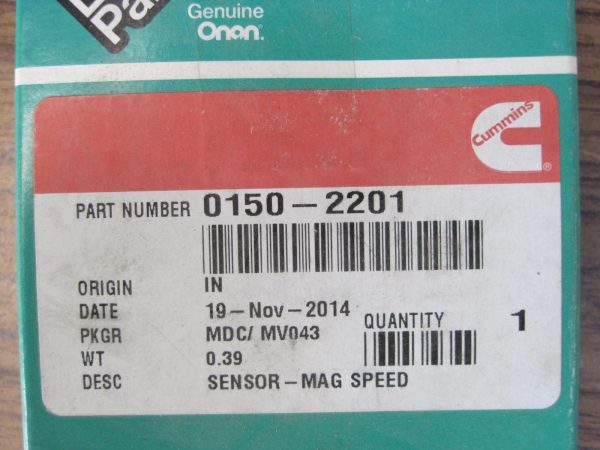 Genuine
Onan®
Cummins®
PART NUMBER 0150-2201
ORIGIN IN
DATE 19-Nov-2014
PKGR MDC/ MV043
QUANTITY 1
WT 0.39
DESC SENSOR-MAG SPEED